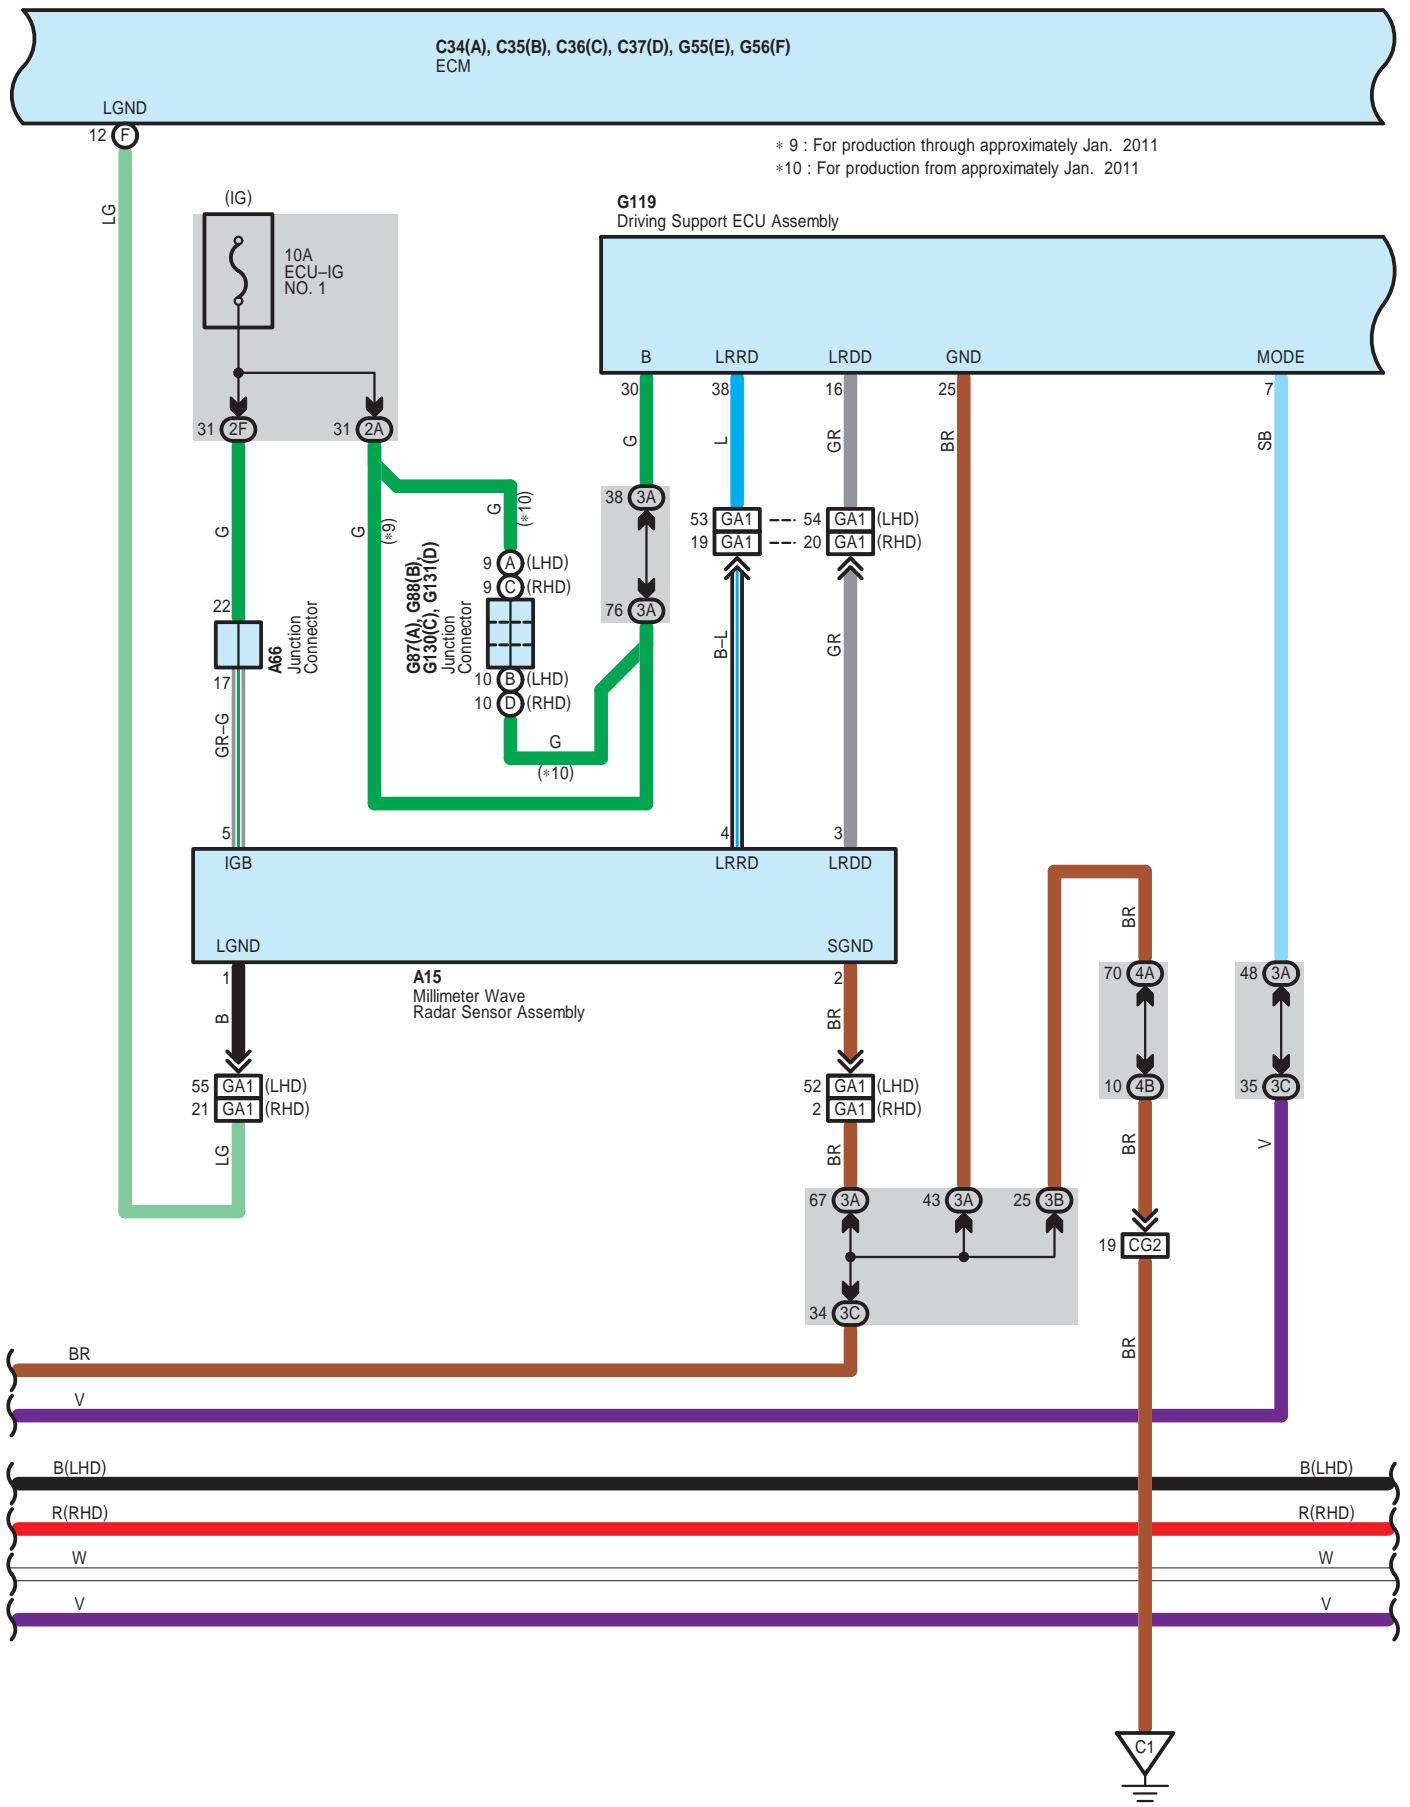 C34(A), C35(B), C36(C), C37(D), G55(E), G56(F)
ECM
LGND
12 F
∗ 9 : For production through approximately Jan. 2011
∗10 : For production from approximately Jan. 2011
LG
(IG)
10A
ECU–IG
NO. 1
G119
Driving Support ECU Assembly
B LRRD LRDD GND MODE
30 38 16 25 7
G L GR BR SB
31 2F 31 2A
G
G
(∗9)
G
(∗10)
38 3A
53 GA1 54 GA1 (LHD)
19 GA1 20 GA1 (RHD)
9 A (LHD)
9 C (RHD)
G87(A), G88(B),
G130(C), G131(D)
Junction
Connector
10 B (LHD)
10 D (RHD)
76 3A
22
A66
Junction
Connector
17
GR–G
B–L
GR
G
(∗10)
5 4 3
IGB LRRD LRDD
LGND SGND
A15
Millimeter Wave
Radar Sensor Assembly
1 2
B BR
55 GA1 (LHD)
21 GA1 (RHD)
52 GA1 (LHD)
2 GA1 (RHD)
LG
BR
BR
70 4A
48 3A
10 4B
35 3C
BR
V
67 3A 43 3A 25 3B
19 CG2
34 3C
BR
BR
V
B(LHD) B(LHD)
R(RHD) R(RHD)
W W
V V
C1